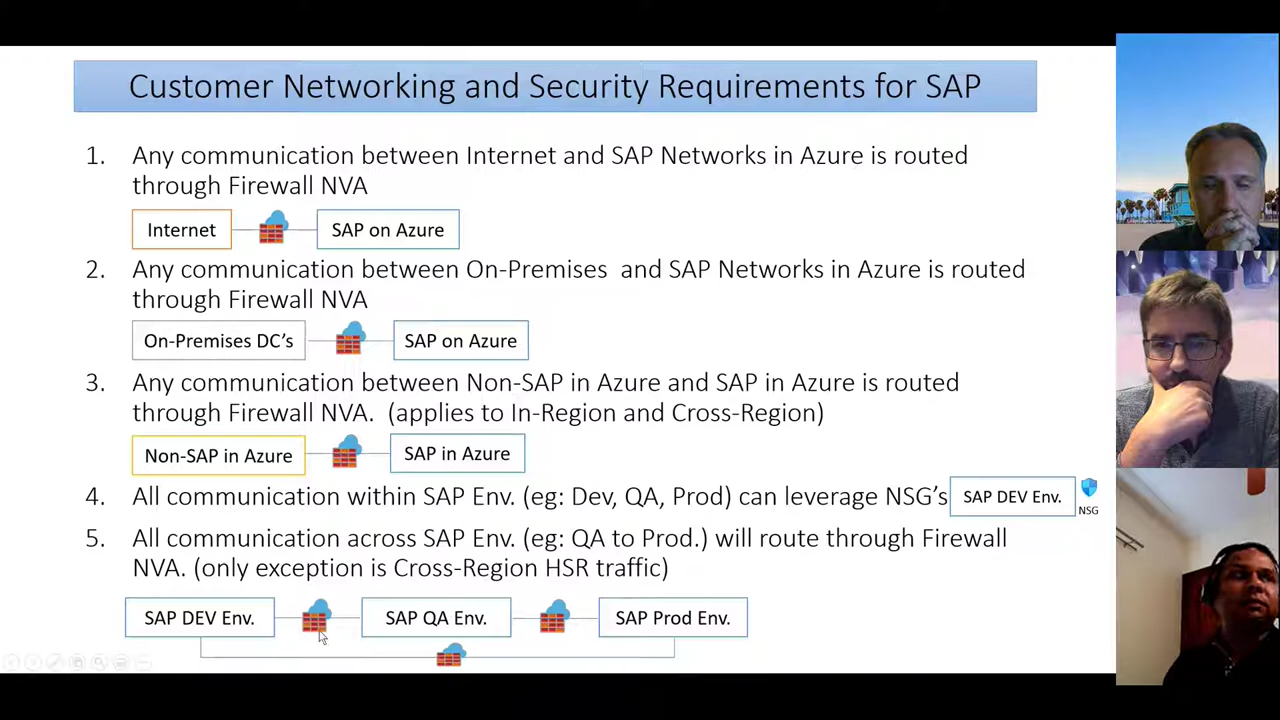 Customer Networking and Security Requirements for SAP
1. Any communication between Internet and SAP Networks in Azure is routed
through Firewall NVA
Internet SAP on Azure
2. Any communication between On-Premises and SAP Networks in Azure is routed
through Firewall NVA
On-Premises DC's SAP on Azure
3. Any communication between Non-SAP in Azure and SAP in Azure is routed
through Firewall NVA. (applies to In-Region and Cross-Region)
Non-SAP in Azure SAP in Azure
4. All communication within SAP Env. (eg: Dev, QA, Prod) can leverage NSG's SAP DEV Env.
NSG
5. All communication across SAP Env. (eg: QA to Prod.) will route through Firewall
NVA. (only exception is Cross-Region HSR traffic)
SAP DEV Env. SAP QA Env. SAP Prod Env.